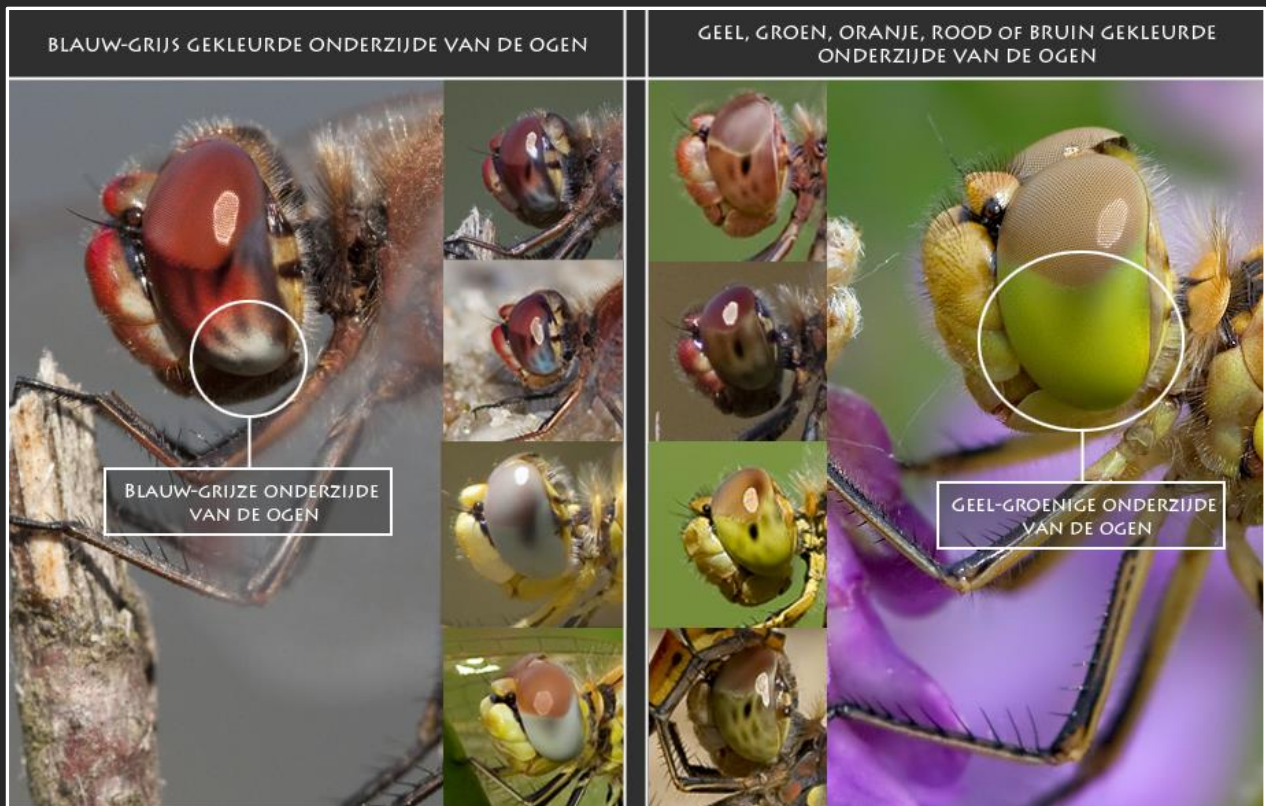 BLAUW-GRIJS GEKLEURDE ONDERZIJDE VAN DE OGEN
GEEL, GROEN, ORANJE, ROOD OF BRUIN GEKLEURDE
ONDERZIJDE VAN DE OGEN
BLAUW-GRIJZE ONDERZIJDE
VAN DE OGEN
GEEL-GROENIGE ONDERZIJDE
VAN DE OGEN